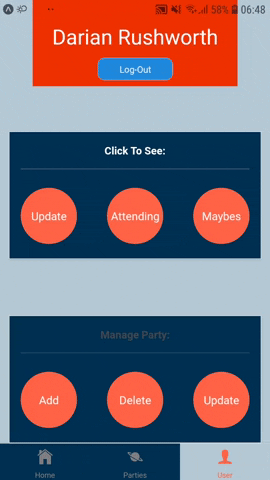 58% 06:48
Darian Rushworth
Log-Out
Click To See:
Update Attending Maybes
Manage Party:
Add Delete Update
Home Parties User